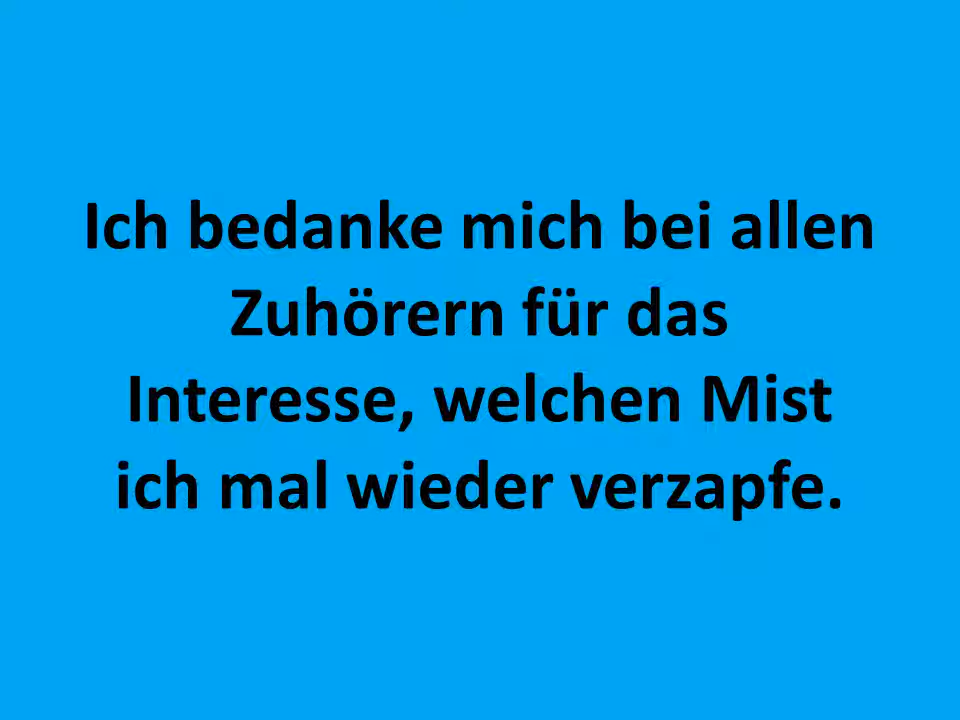 Ich bedanke mich bei allen
Zuhörern für das
Interesse, welchen Mist
ich mal wieder verzapfe.